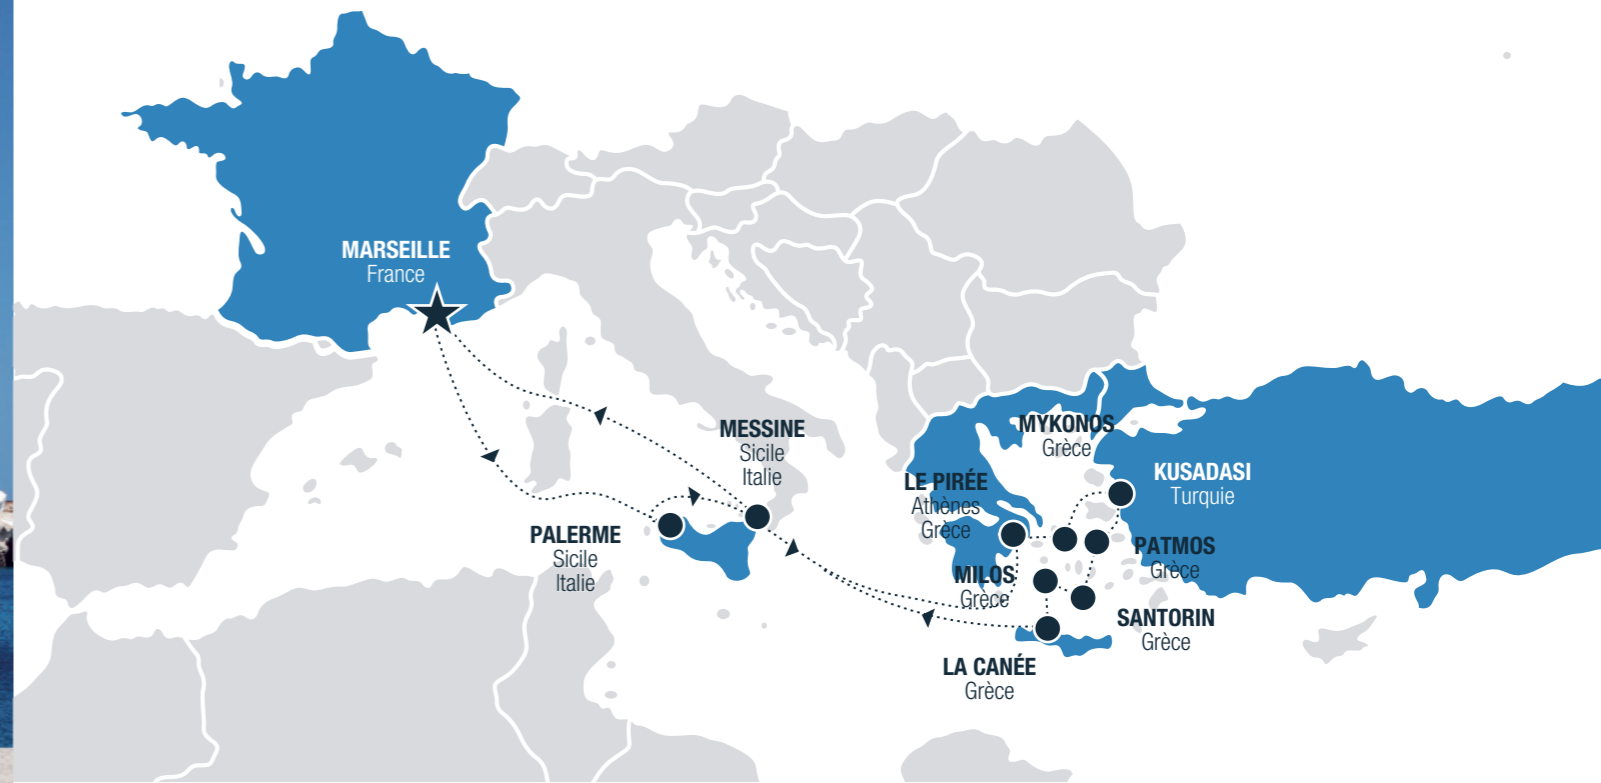 MARSEILLE
France
MESSINE
Sicile
Italie
PALERME
Sicile
Italie
MYKONOS
Grèce
LE PIRÉE
Athènes
Grèce
KUSADASI
Turquie
PATMOS
Grèce
MILOS
Grèce
SANTORIN
Grèce
LA CANÉE
Grèce